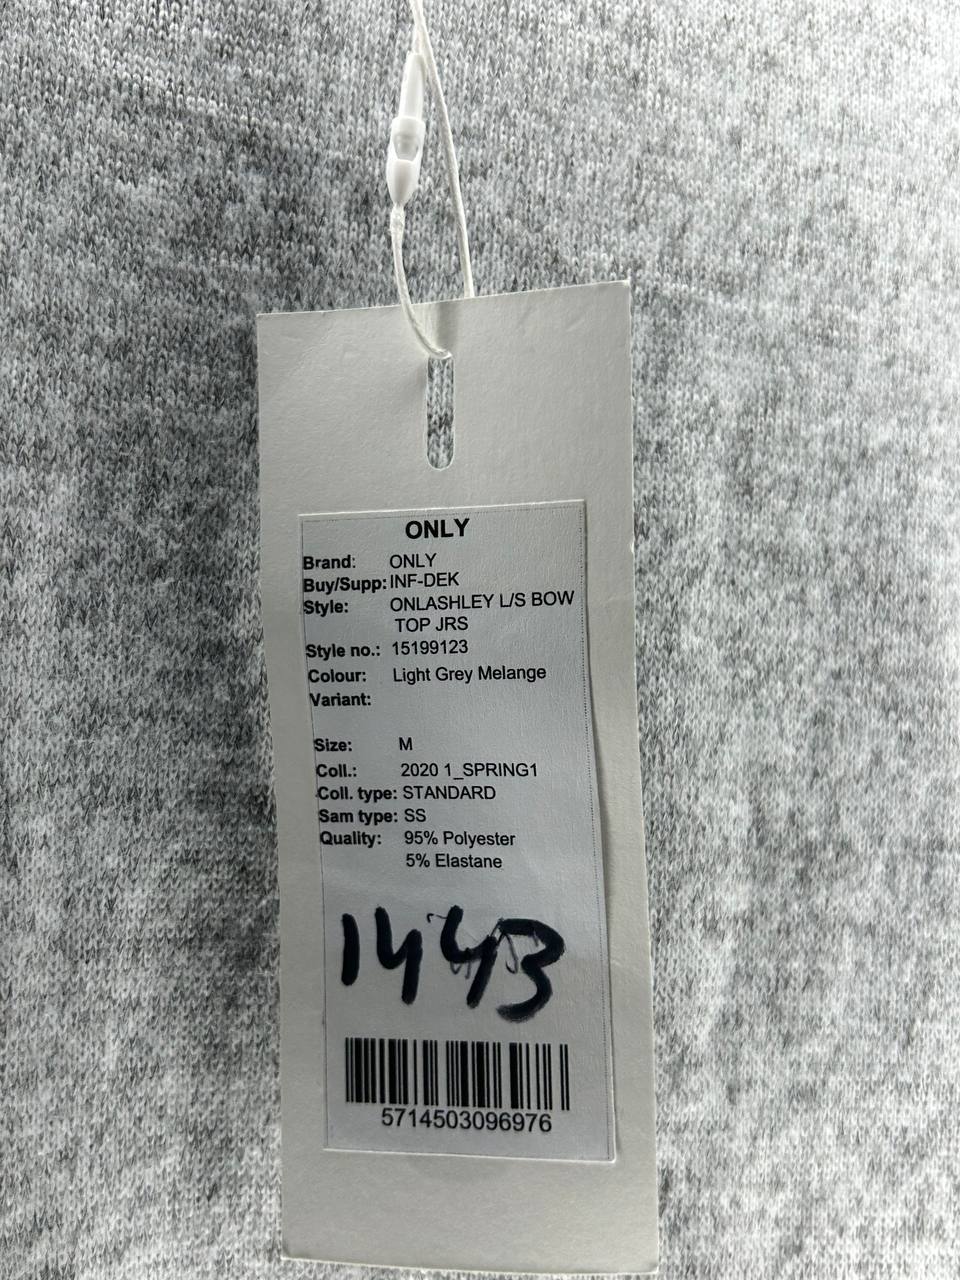 ONLY
Brand: ONLY
Buy/Supp: INF-DEK
Style: ONLASHLEY L/S BOW
TOP JRS
Style no.: 15199123
Colour: Light Grey Melange
Variant:
Size: M
Coll.: 2020 1_SPRING1
Coll. type: STANDARD
Sam type: SS
Quality: 95% Polyester
5% Elastane
1443
5714503096976